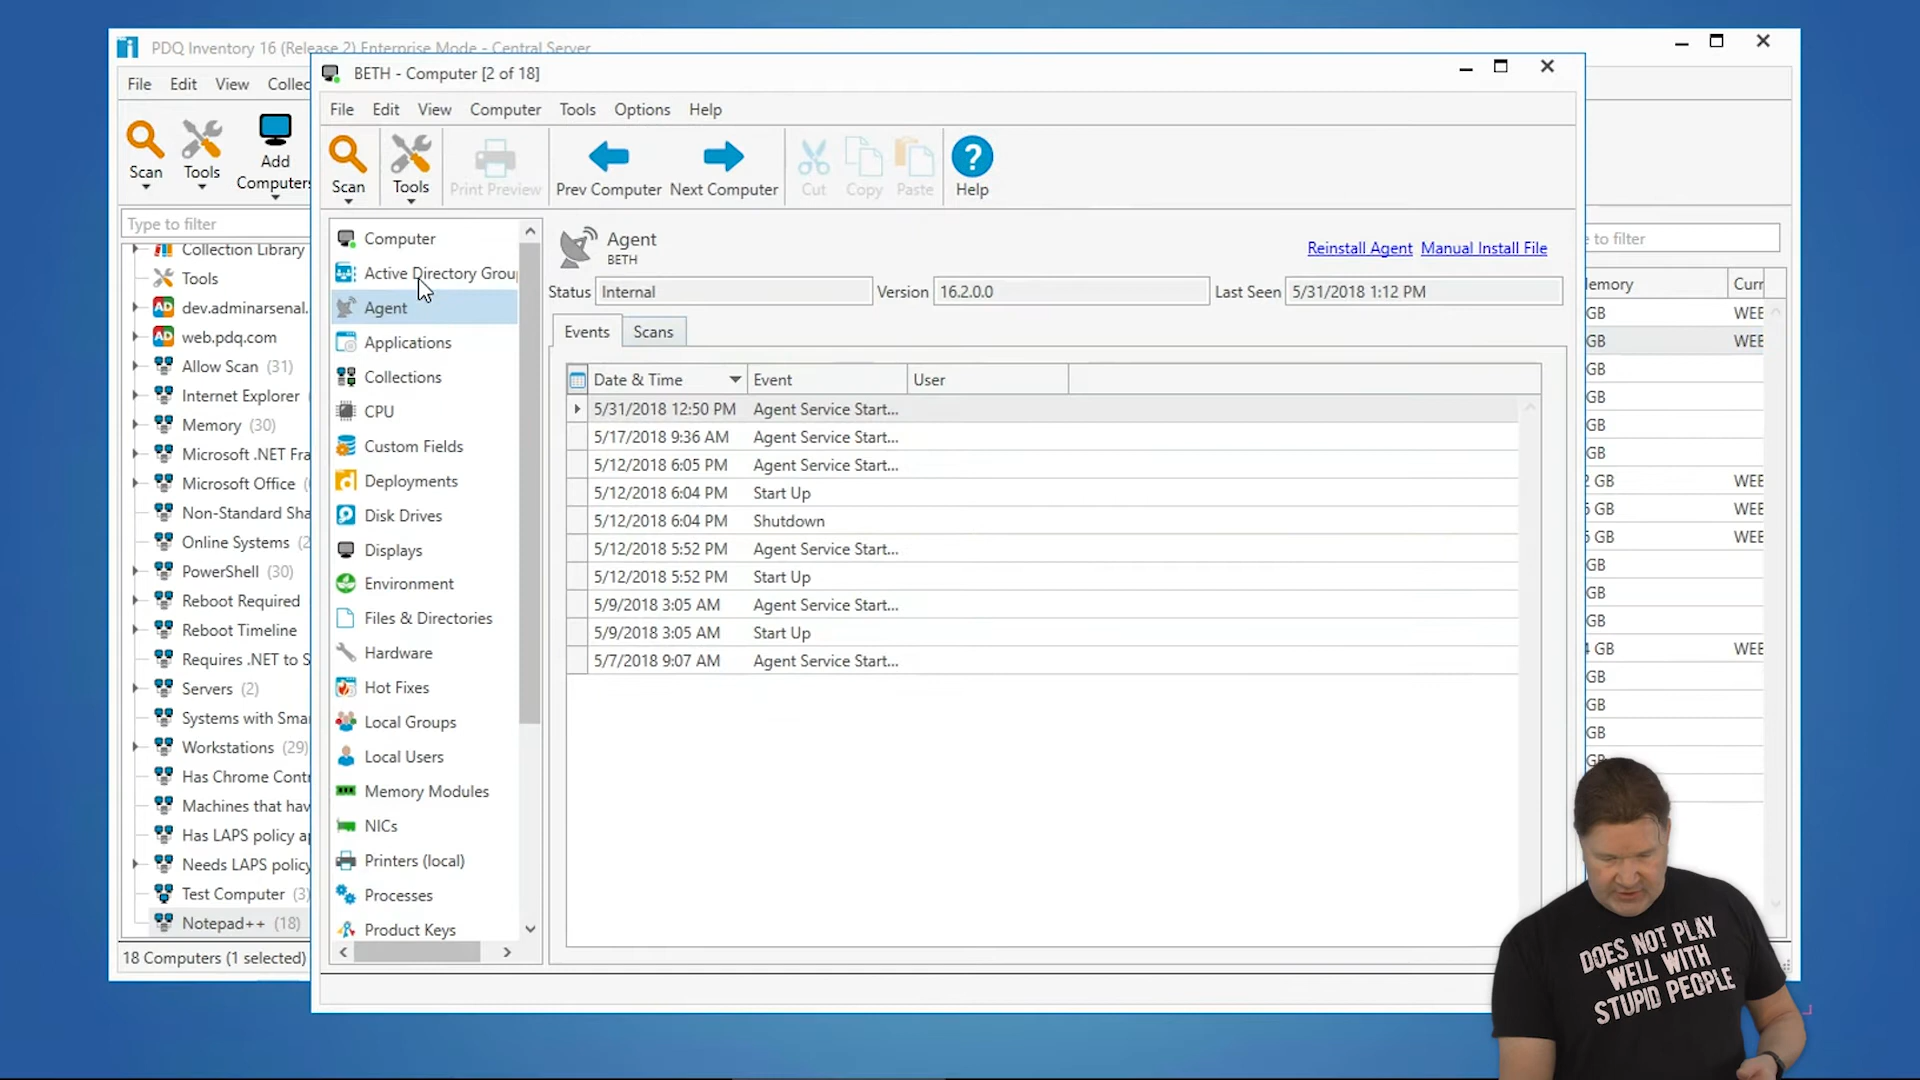 PDQ Inventory 16 (Release 2) Enterprise Mode - Central Server
File Edit View Collec
Scan
Tools
Add
Computers
Type to filter
Collection Library
Tools
dev.adminarsenal.
web.pdq.com
Allow Scan (31)
Internet Explorer
Memory (30)
Microsoft .NET Fra
Microsoft Office
Non-Standard Sha
Online Systems (2
PowerShell (30)
Reboot Required
Reboot Timeline
Requires .NET to S
Servers (2)
Systems with Smar
Workstations (29)
Has Chrome Contr
Machines that hav
Has LAPS policy ap
Needs LAPS policy
Test Computer (3)
Notepad++ (18)
18 Computers (1 selected)
BETH - Computer [2 of 18]
File Edit View Computer Tools Options Help
Scan Tools Print Preview Prev Computer Next Computer Cut Copy Paste Help
Computer
Active Directory Group
Agent
Applications
Collections
CPU
Custom Fields
Deployments
Disk Drives
Displays
Environment
Files & Directories
Hardware
Hot Fixes
Local Groups
Local Users
Memory Modules
NICs
Printers (local)
Processes
Product Keys
Agent
BETH
Reinstall Agent Manual Install File
Status Internal Version 16.2.0.0 Last Seen 5/31/2018 1:12 PM
Events Scans
Date & Time Event User
5/31/2018 12:50 PM Agent Service Start...
5/17/2018 9:36 AM Agent Service Start...
5/12/2018 6:05 PM Agent Service Start...
5/12/2018 6:04 PM Start Up
5/12/2018 6:04 PM Shutdown
5/12/2018 5:52 PM Agent Service Start...
5/12/2018 5:52 PM Start Up
5/9/2018 3:05 AM Agent Service Start...
5/9/2018 3:05 AM Start Up
5/7/2018 9:07 AM Agent Service Start...
e to filter
emory Curr
GB WEE
GB WEE
GB
GB
GB
GB
2 GB WEE
5 GB WEE
5 GB WEE
GB
GB
GB
4 GB WEE
GB
GB
GB
GB
DOES NOT PLAY
WELL WITH
STUPID PEOPLE